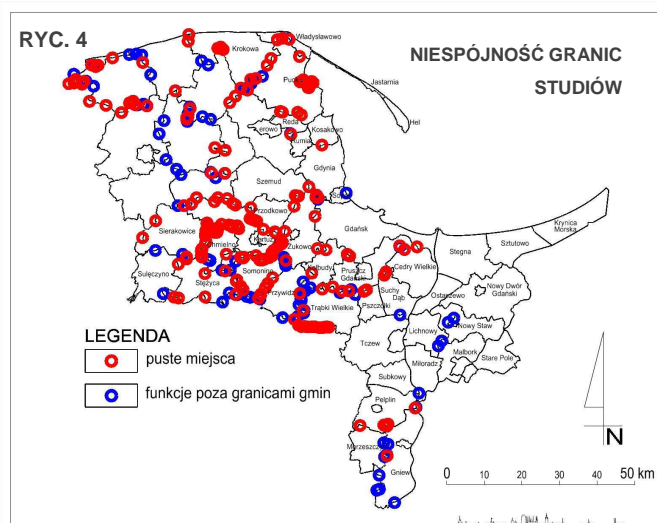 RYC. 4
NIESPÓJNOŚĆ GRANIC
STUDIÓW
Władysławowo
Krokowa
Jastarnia
Hel
Reda
Kosakowo
Gdynia
Szemud
Przodkowo
Gdańsk
Sierakowice
Żukowo
Stegna
Sztutowo
Krynica
Morska
Sulęczyno
Somonino
Stężyca
Przywidz
Pruszcz
Gdański
Cedry Wielkie
Suchy
Dąb
Pszczółki
Trąbki Wielkie
Ostaszewo
Nowy Dwór
Gdański
Lichnowy
Nowy Staw
Tczew
Malbork
Stare Pole
Miłoradz
Subkowy
Pelplin
Gniew
LEGENDA
puste miejsca
funkcje poza granicami gmin
N
0 10 20 30 40 50 km